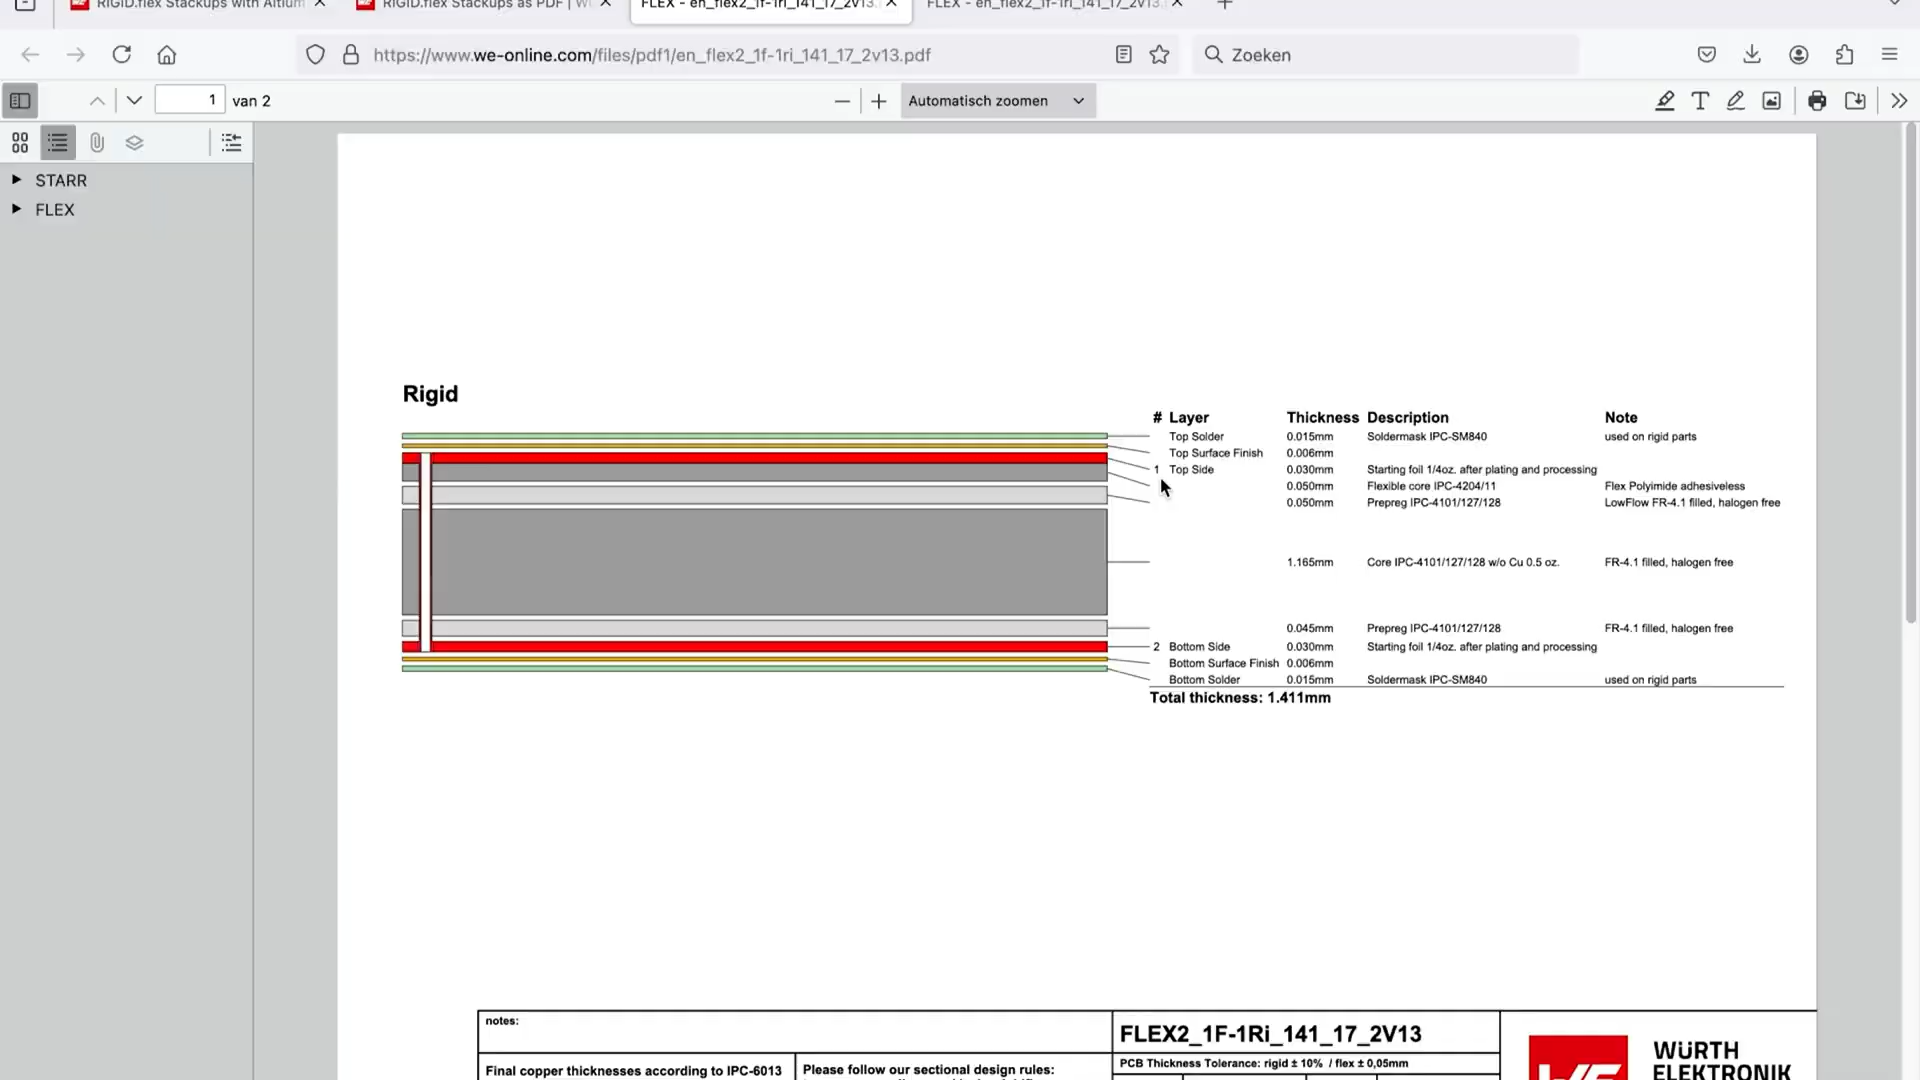 RIGID.flex Stackups with Altium
RIGID.flex Stackups as PDF | W
FLEX - en_flex2_1f-1ri_141_17_2v13.
FLEX - en_flex2_1f-1ri_141_17_2v13.
https://www.we-online.com/files/pdf1/en_flex2_1f-1ri_141_17_2v13.pdf
Zoeken
1 van 2
Automatisch zoomen
STARR
FLEX
Rigid
# Layer Thickness Description Note
Top Solder 0.015mm Soldermask IPC-SM840 used on rigid parts
Top Surface Finish 0.006mm
1 Top Side 0.030mm Starting foil 1/4oz. after plating and processing
0.050mm Flexible core IPC-4204/11 Flex Polyimide adhesiveless
0.050mm Prepreg IPC-4101/127/128 LowFlow FR-4.1 filled, halogen free
1.165mm Core IPC-4101/127/128 w/o Cu 0.5 oz. FR-4.1 filled, halogen free
0.045mm Prepreg IPC-4101/127/128 FR-4.1 filled, halogen free
2 Bottom Side 0.030mm Starting foil 1/4oz. after plating and processing
Bottom Surface Finish 0.006mm
Bottom Solder 0.015mm Soldermask IPC-SM840 used on rigid parts
Total thickness: 1.411mm
notes:
FLEX2_1F-1Ri_141_17_2V13
PCB Thickness Tolerance: rigid ± 10% / flex ± 0,05mm
Final copper thicknesses according to IPC-6013
Please follow our sectional design rules:
WÜRTH
ELEKTRONIK